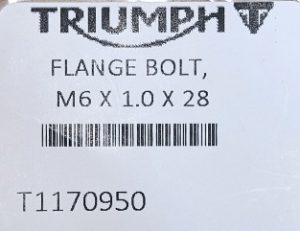 TRIUMPH
FLANGE BOLT,
M6 X 1.0 X 28
T1170950